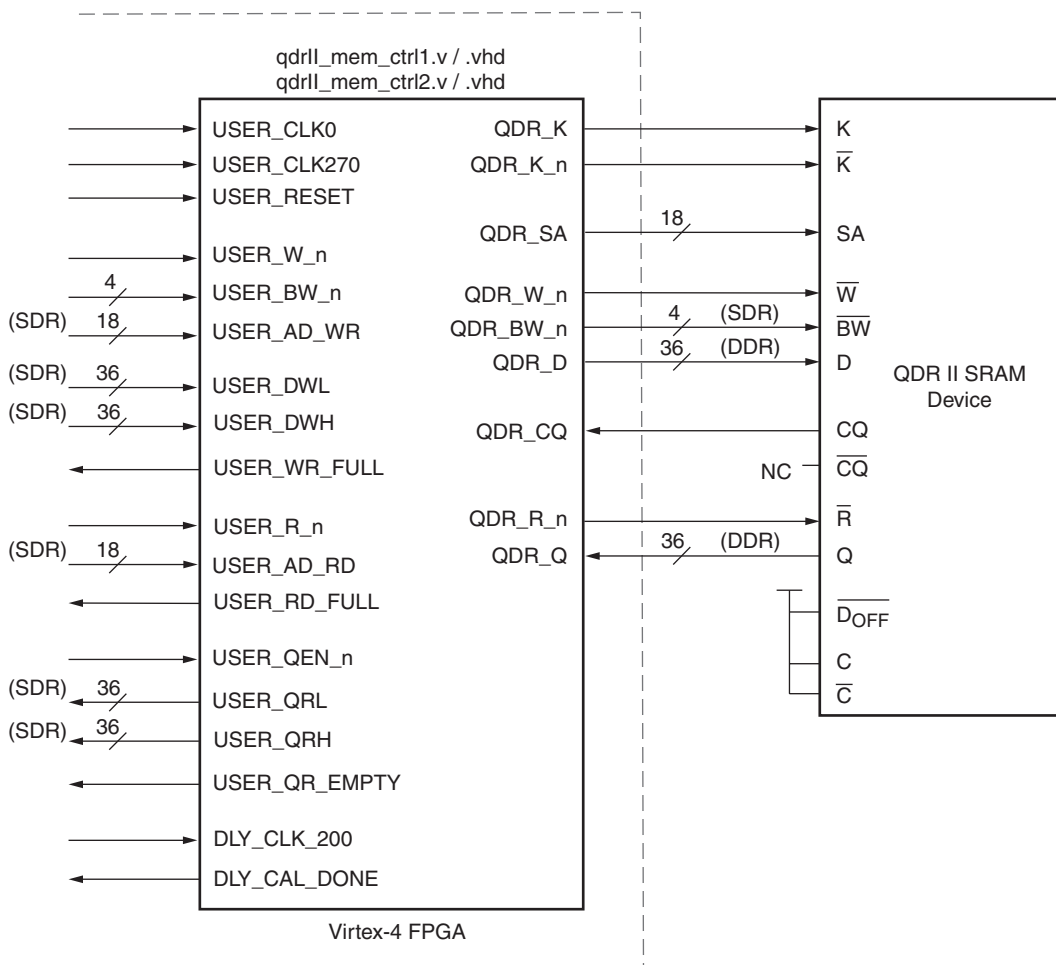 qdrII_mem_ctrl1.v / .vhd
qdrII_mem_ctrl2.v / .vhd
USER_CLK0
USER_CLK270
USER_RESET
USER_W_n
4
USER_BW_n
(SDR) 18
USER_AD_WR
(SDR) 36
USER_DWL
(SDR) 36
USER_DWH
USER_WR_FULL
USER_R_n
(SDR) 18
USER_AD_RD
USER_RD_FULL
USER_QEN_n
(SDR) 36
USER_QRL
(SDR) 36
USER_QRH
USER_QR_EMPTY
DLY_CLK_200
DLY_CAL_DONE
QDR_K
QDR_K_n
QDR_SA
QDR_W_n
QDR_BW_n
QDR_D
QDR_CQ
QDR_R_n
QDR_Q
Virtex-4 FPGA
18
4 (SDR)
36 (DDR)
NC
36 (DDR)
K
K̅
SA
W̅
B̅W̅
D
CQ
C̅Q̅
R̅
Q
D̅O̅F̅F̅
C
C̅
QDR II SRAM
Device